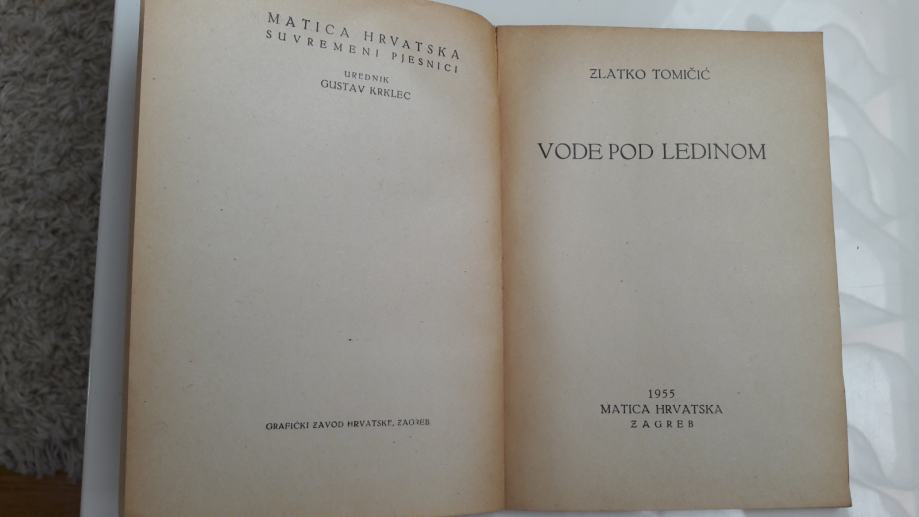 MATICA HRVATSKA
SUVREMENI PJESNICI
UREDNIK
GUSTAV KRKLEC
GRAFIČKI ZAVOD HRVATSKE, ZAGREB
ZLATKO TOMIČIĆ
VODE POD LEDINOM
1955
MATICA HRVATSKA
ZAGREB